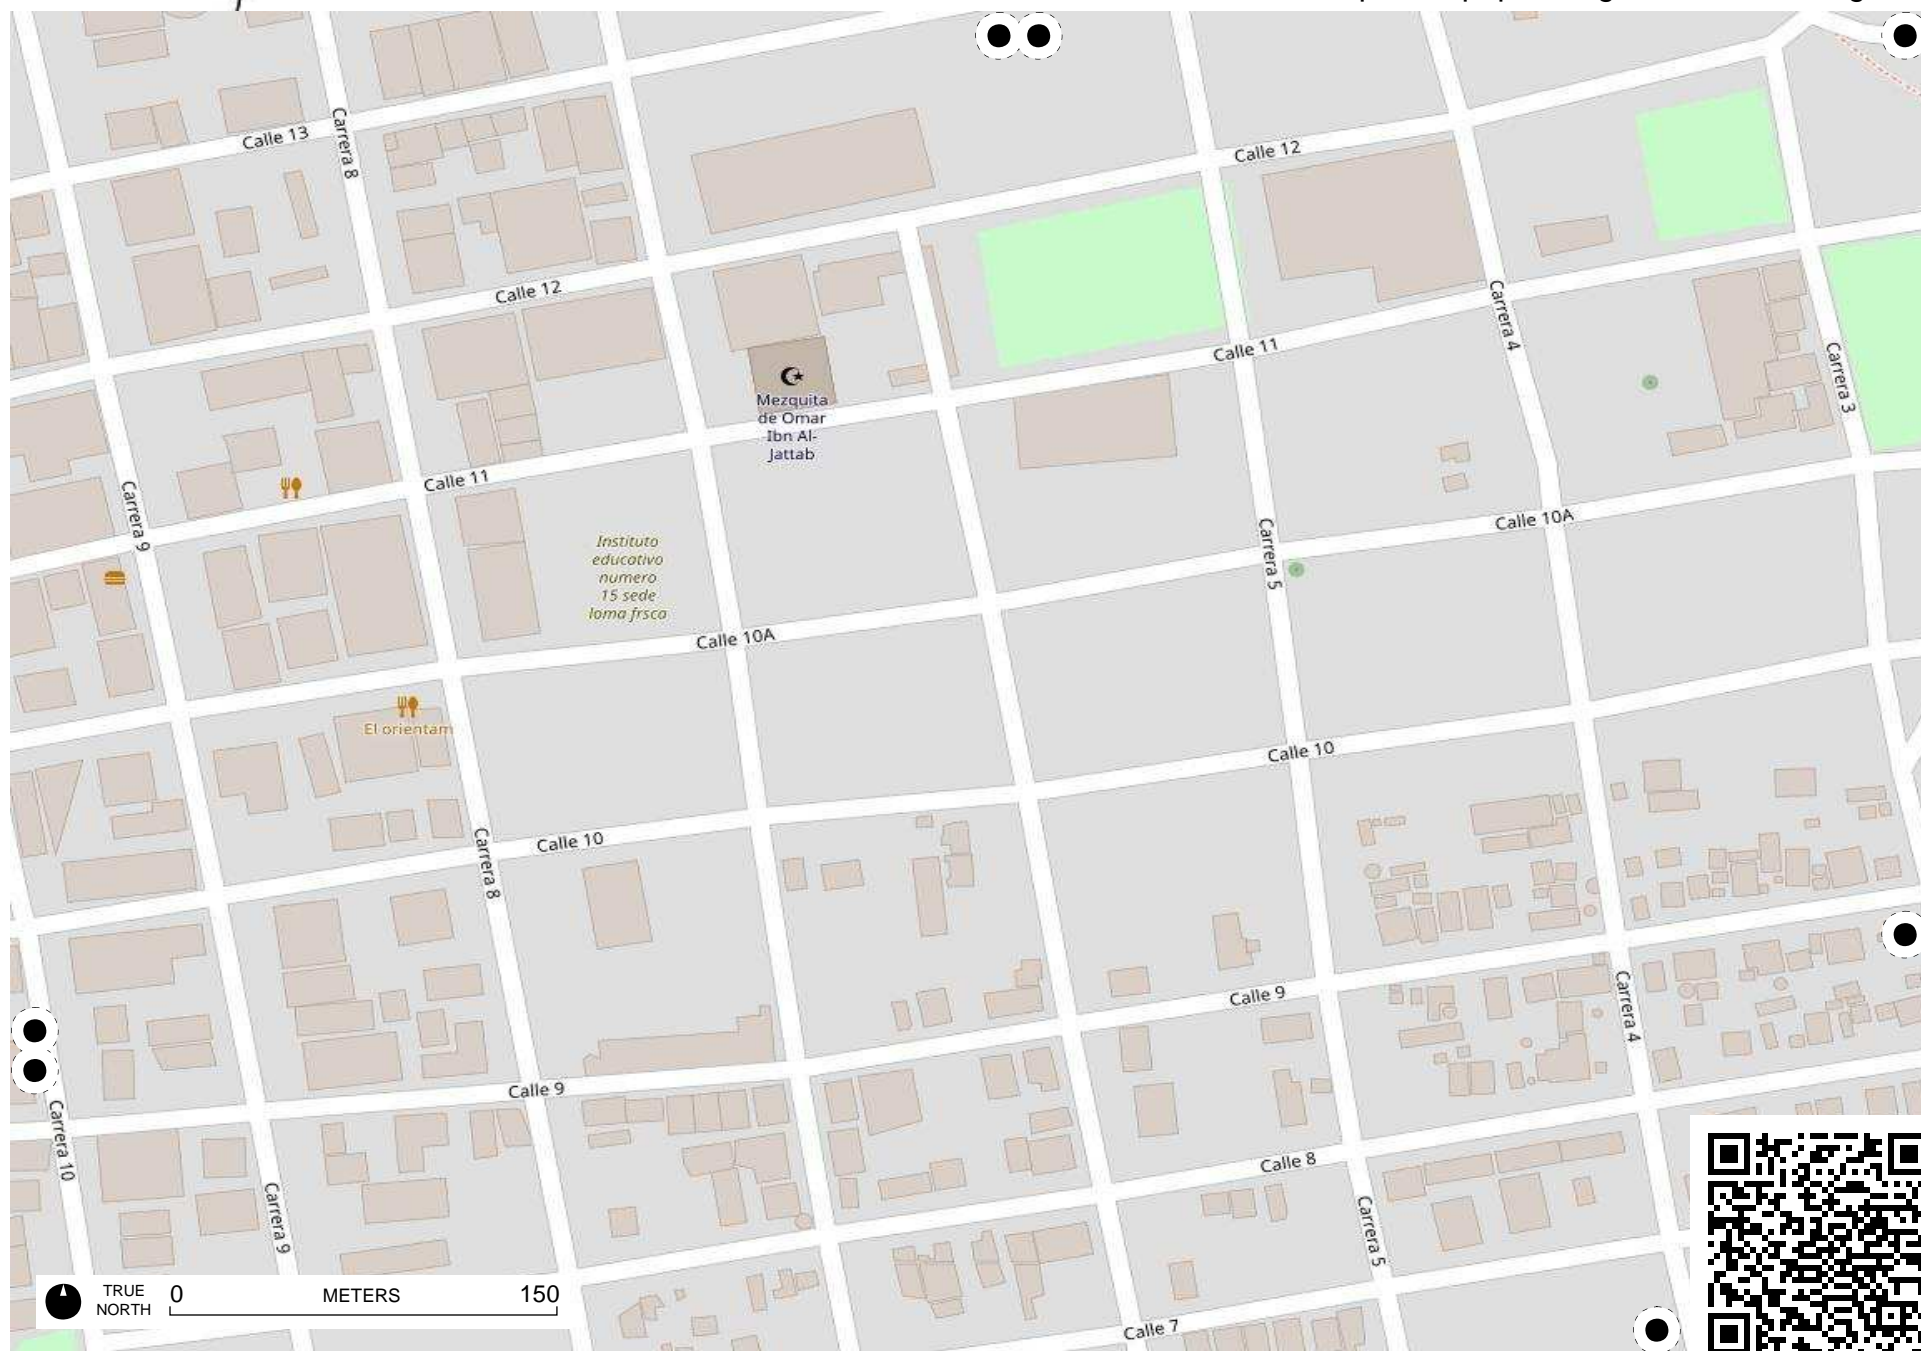 Calle 13
Carrera 8
Calle 12
Calle 12
Carrera 4
Calle 11
Carrera 3
Mezquita
de Omar
Ibn Al-
Jattab
Calle 11
Carrera 9
Instituto
educativo
numero
15 sede
loma frsca
Calle 10A
Carrera 5
Calle 10A
El orientam
Calle 10
Calle 10
Carrera 8
Calle 9
Carrera 4
Calle 9
Carrera 10
Calle 8
Carrera 9
Carrera 5
TRUE
NORTH
0 METERS 150
Calle 7